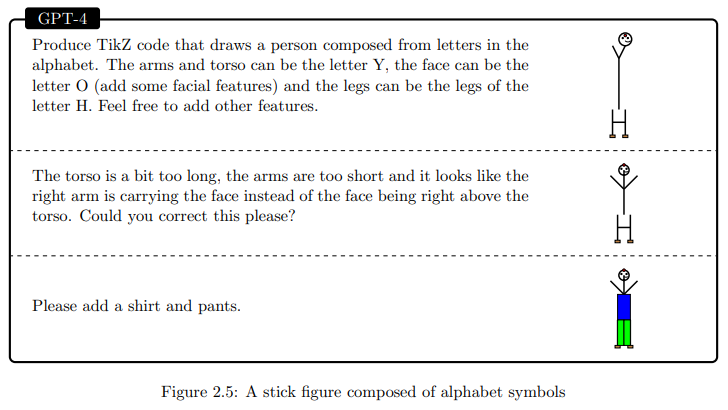 GPT-4
Produce TikZ code that draws a person composed from letters in the
alphabet. The arms and torso can be the letter Y, the face can be the
letter O (add some facial features) and the legs can be the legs of the
letter H. Feel free to add other features.
The torso is a bit too long, the arms are too short and it looks like the
right arm is carrying the face instead of the face being right above the
torso. Could you correct this please?
Please add a shirt and pants.
Figure 2.5: A stick figure composed of alphabet symbols